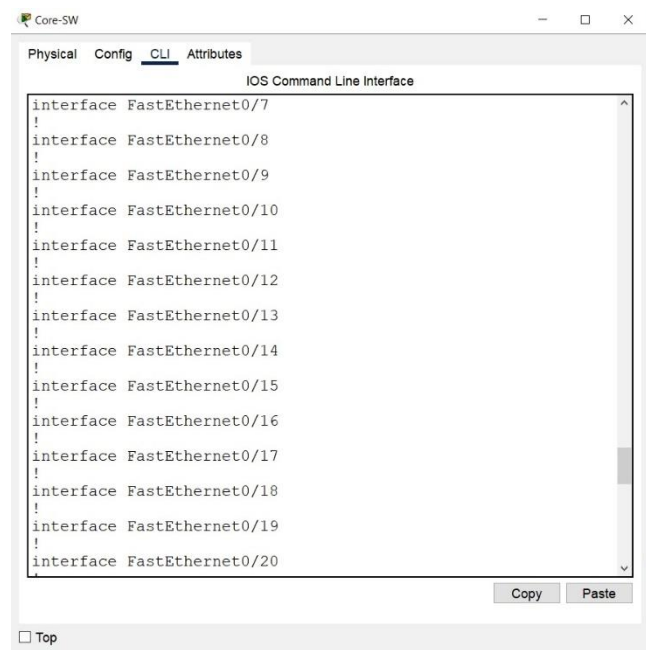 Core-SW
Physical Config CLI Attributes
IOS Command Line Interface
interface FastEthernet0/7
!
interface FastEthernet0/8
!
interface FastEthernet0/9
!
interface FastEthernet0/10
!
interface FastEthernet0/11
!
interface FastEthernet0/12
!
interface FastEthernet0/13
!
interface FastEthernet0/14
!
interface FastEthernet0/15
!
interface FastEthernet0/16
!
interface FastEthernet0/17
!
interface FastEthernet0/18
!
interface FastEthernet0/19
!
interface FastEthernet0/20
!
Copy Paste
Top